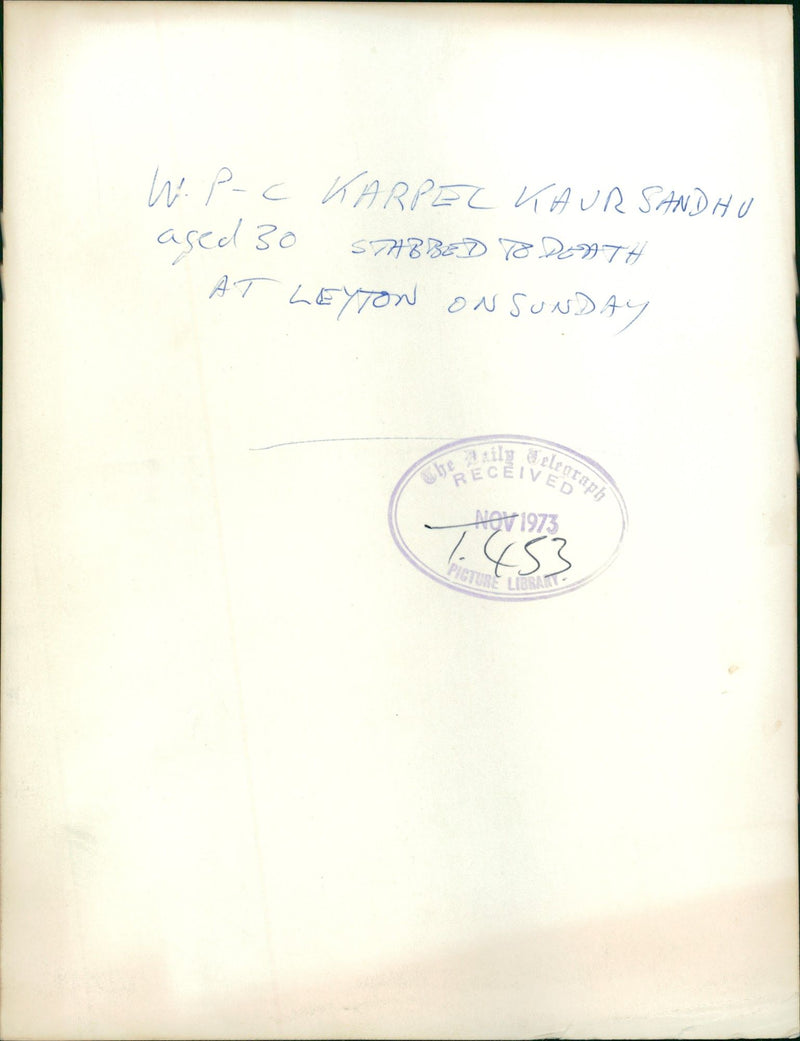 W. P-C KARPEL KAUR SANDHU
aged 30 STABBED TO DEATH
AT LEYTON ON SUNDAY
The Daily Telegraph
RECEIVED
NOV 1973
T. 453
PICTURE LIBRARY.